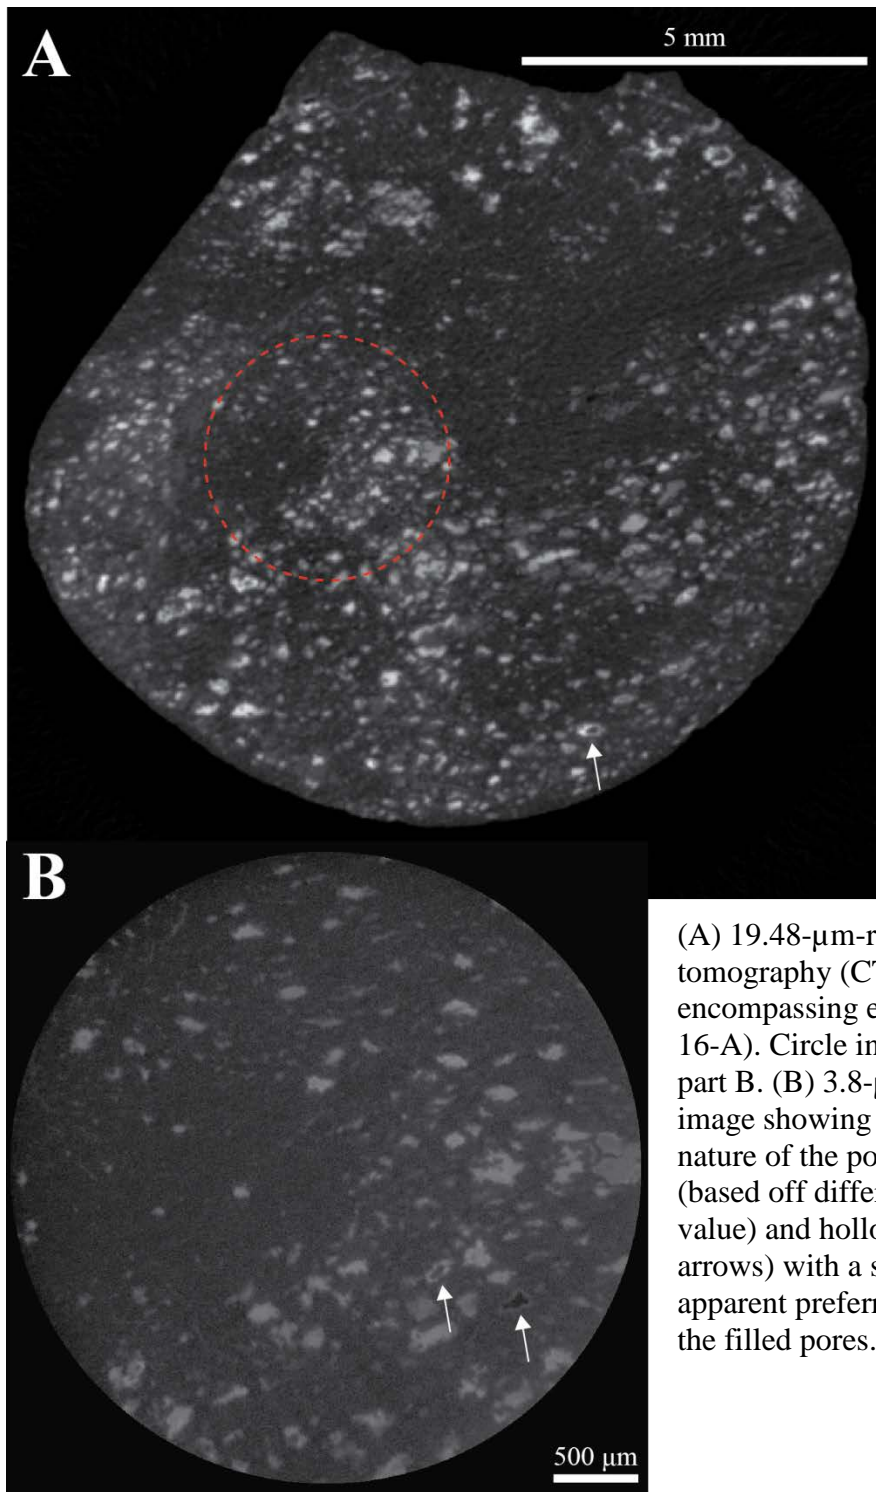 A
5 mm
B
500 μm
(A) 19.48-μm-r
tomography (CT
encompassing e
16-A). Circle in
part B. (B) 3.8-μ
image showing
nature of the po
(based off differ
value) and hollo
arrows) with a s
apparent preferr
the filled pores.